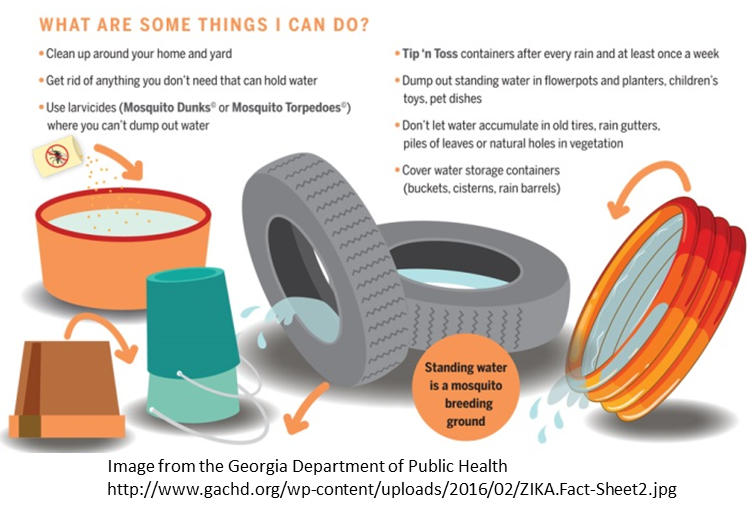 WHAT ARE SOME THINGS I CAN DO?
• Clean up around your home and yard
• Get rid of anything you don’t need that can hold water
• Use larvicides (Mosquito Dunks© or Mosquito Torpedoes©)
where you can’t dump out water
• Tip ’n Toss containers after every rain and at least once a week
• Dump out standing water in flowerpots and planters, children’s
toys, pet dishes
• Don’t let water accumulate in old tires, rain gutters,
piles of leaves or natural holes in vegetation
• Cover water storage containers
(buckets, cisterns, rain barrels)
Standing water
is a mosquito
breeding
ground
Image from the Georgia Department of Public Health
http://www.gachd.org/wp-content/uploads/2016/02/ZIKA.Fact-Sheet2.jpg